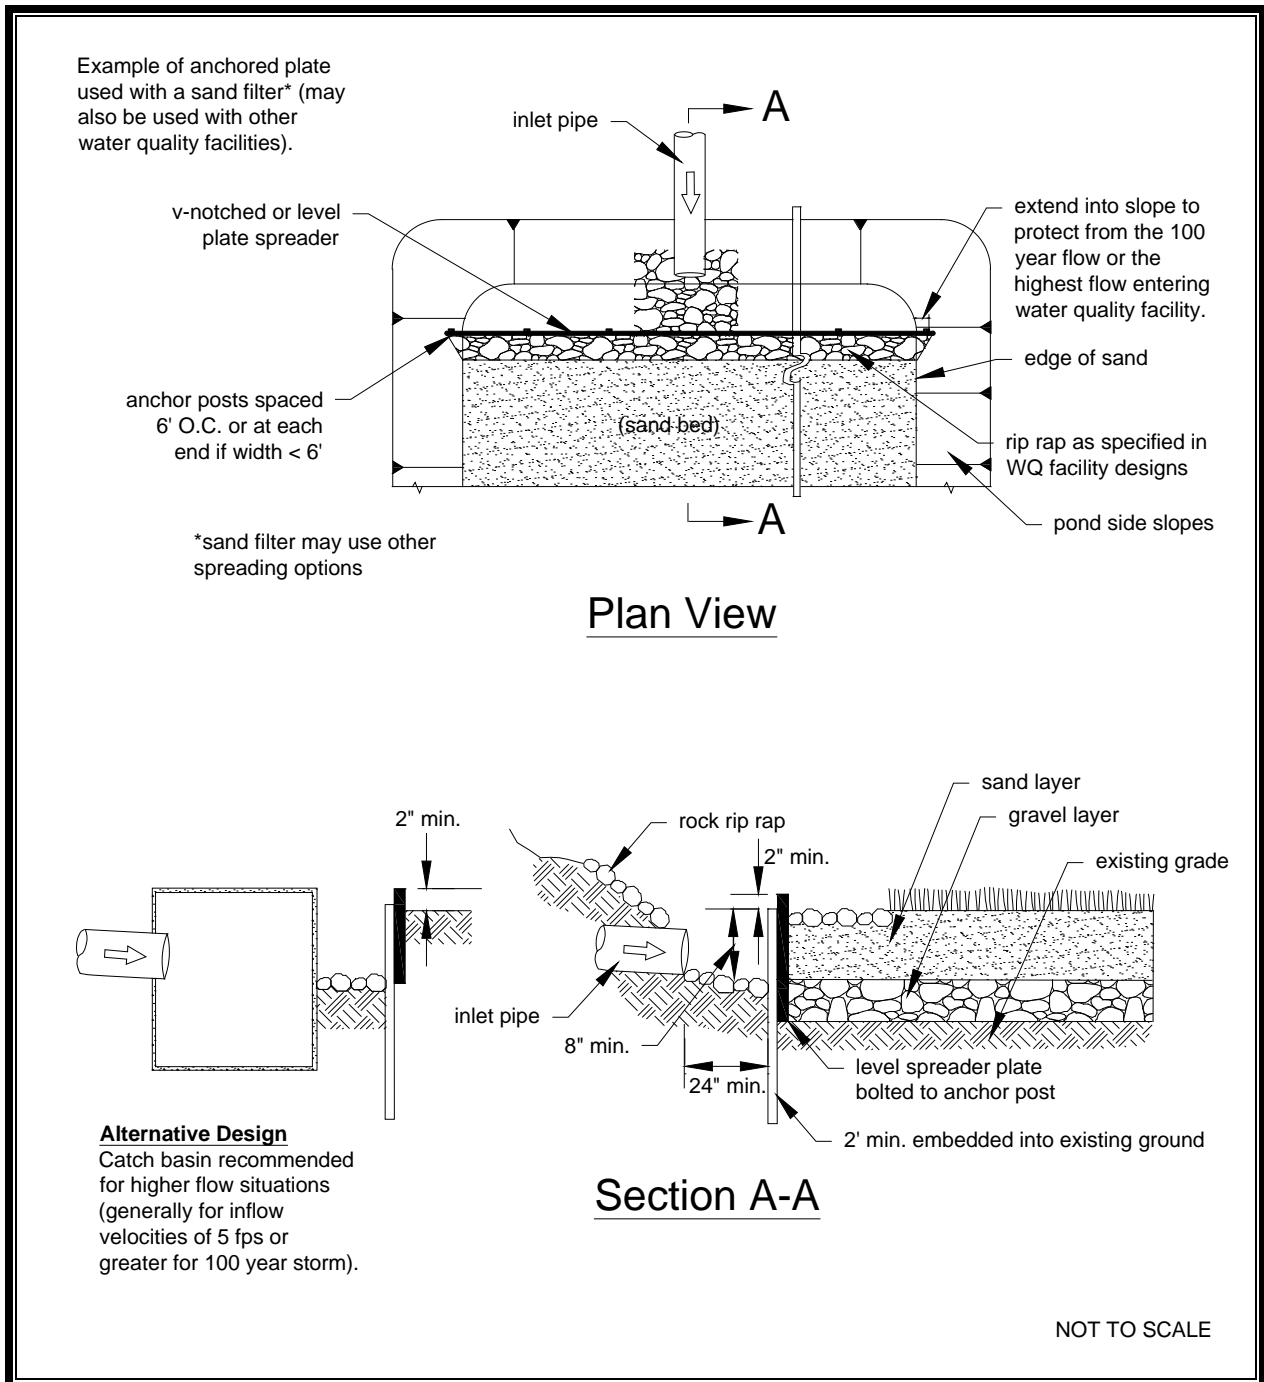 Example of anchored plate
used with a sand filter* (may
also be used with other
water quality facilities).
inlet pipe
A
v-notched or level
plate spreader
extend into slope to
protect from the 100
year flow or the
highest flow entering
water quality facility.
edge of sand
anchor posts spaced
6' O.C. or at each
end if width < 6'
(sand bed)
rip rap as specified in
WQ facility designs
pond side slopes
A
*sand filter may use other
spreading options
Plan View
sand layer
gravel layer
existing grade
rock rip rap
2" min.
2" min.
inlet pipe
8" min.
24" min.
level spreader plate
bolted to anchor post
2' min. embedded into existing ground
Alternative Design
Catch basin recommended
for higher flow situations
(generally for inflow
velocities of 5 fps or
greater for 100 year storm).
Section A-A
NOT TO SCALE